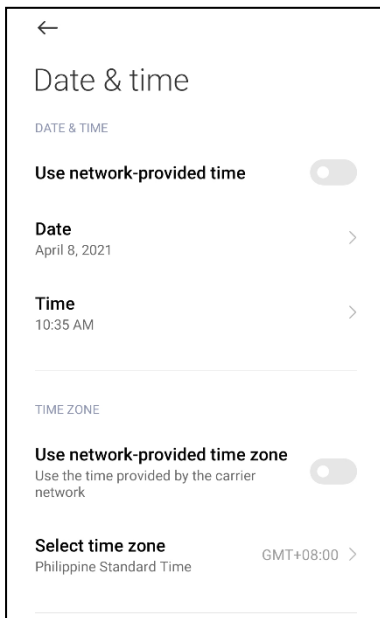 Date & time
DATE & TIME
Use network-provided time
Date
April 8, 2021
Time
10:35 AM
TIME ZONE
Use network-provided time zone
Use the time provided by the carrier
network
Select time zone
GMT+08:00
Philippine Standard Time